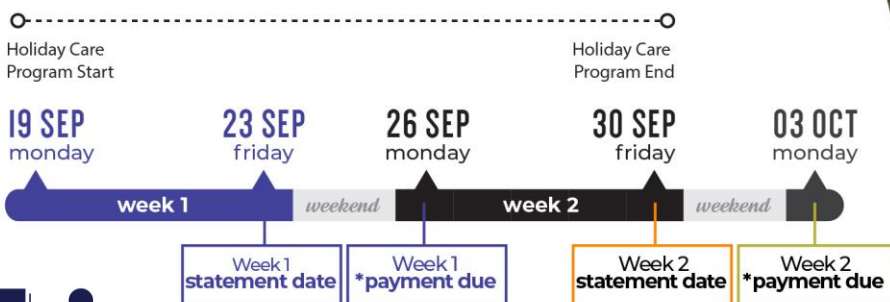 Holiday Care
Program Start
Holiday Care
Program End
19 SEP
monday
23 SEP
friday
26 SEP
monday
30 SEP
friday
03 OCT
monday
week 1
weekend
week 2
weekend
Week 1
statement date
Week 1
*payment due
Week 2
statement date
Week 2
*payment due